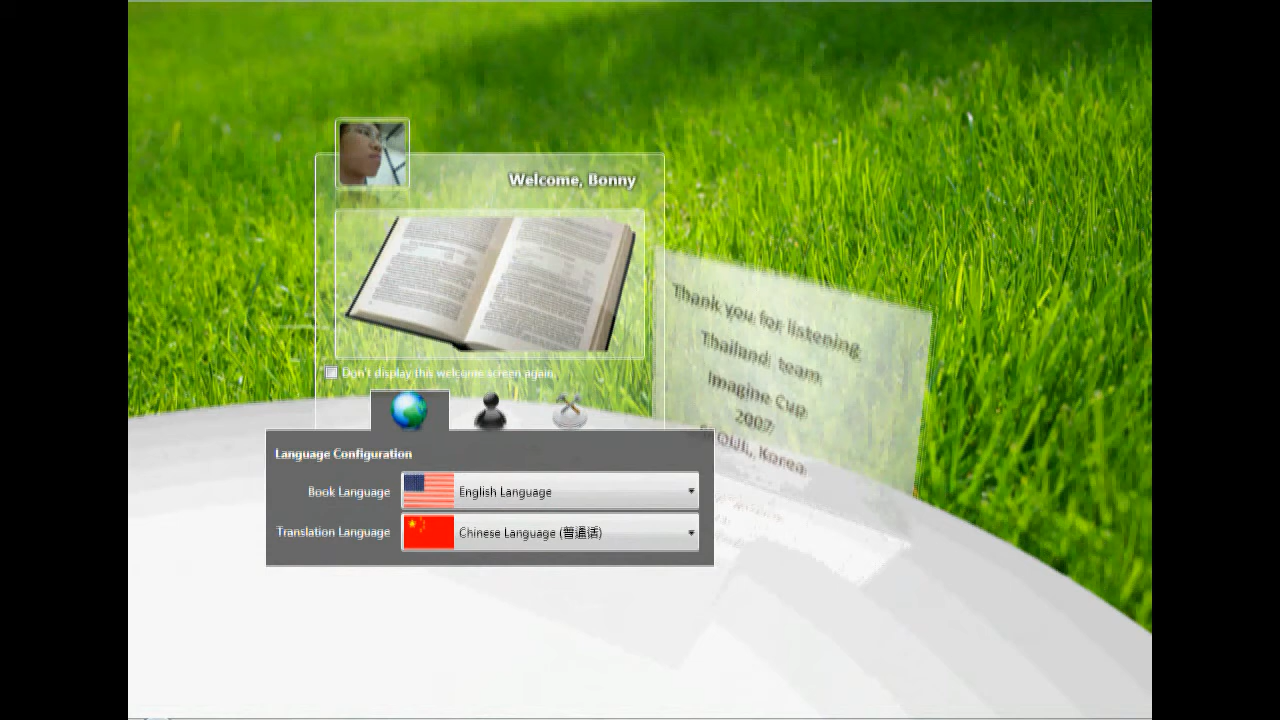 Welcome, Bonny
Don't display this welcome screen again
Thank you for listening
Thailand team
Imagine Cup
2007
Korea
Language Configuration
Book Language
English Language
Translation Language
Chinese Language (普通话)